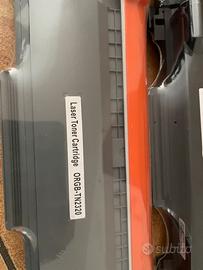 Laser Toner Cartridge
ORGB-TN2320
subito